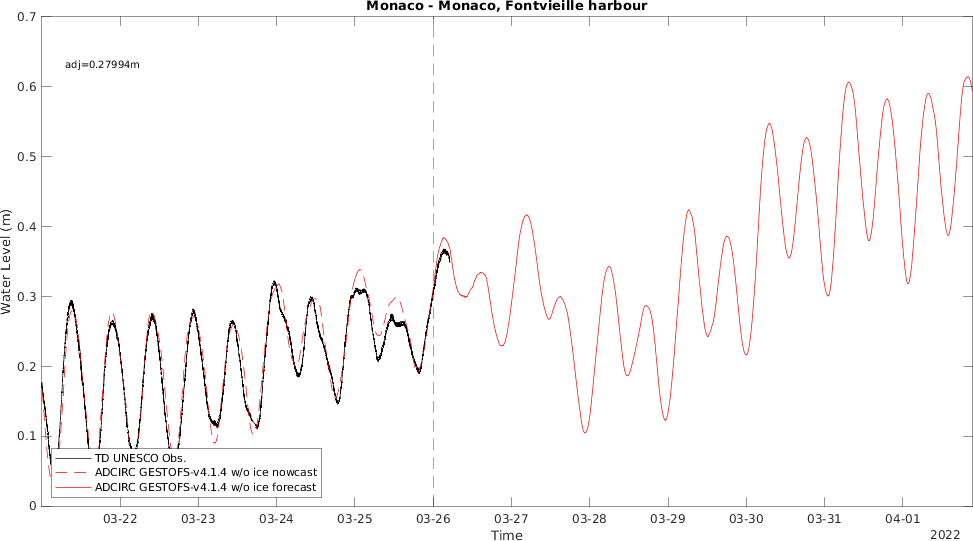 Monaco - Monaco, Fontvieille harbour
adj=0.27994m
Water Level (m)
0.7
0.6
0.5
0.4
0.3
0.2
0.1
0
TD UNESCO Obs.
ADCIRC GESTOFS-v4.1.4 w/o ice nowcast
ADCIRC GESTOFS-v4.1.4 w/o ice forecast
03-22 03-23 03-24 03-25 03-26 03-27 03-28 03-29 03-30 03-31 04-01
Time
2022